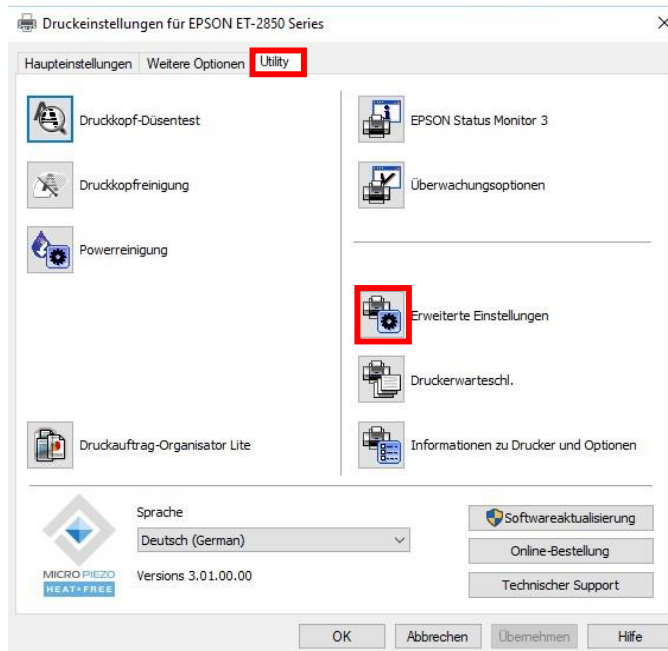 Druckeinstellungen für EPSON ET-2850 Series
Haupteinstellungen Weitere Optionen Utility
Druckkopf-Düsentest
Druckkopfreinigung
Powerreinigung
Druckauftrag-Organisator Lite
EPSON Status Monitor 3
Überwachungsoptionen
Erweiterte Einstellungen
Druckerwarteschl.
Informationen zu Drucker und Optionen
MICRO PIEZO
HEAT-FREE
Sprache
Deutsch (German)
Versions 3.01.00.00
Softwareaktualisierung
Online-Bestellung
Technischer Support
OK Abbrechen Übernehmen Hilfe